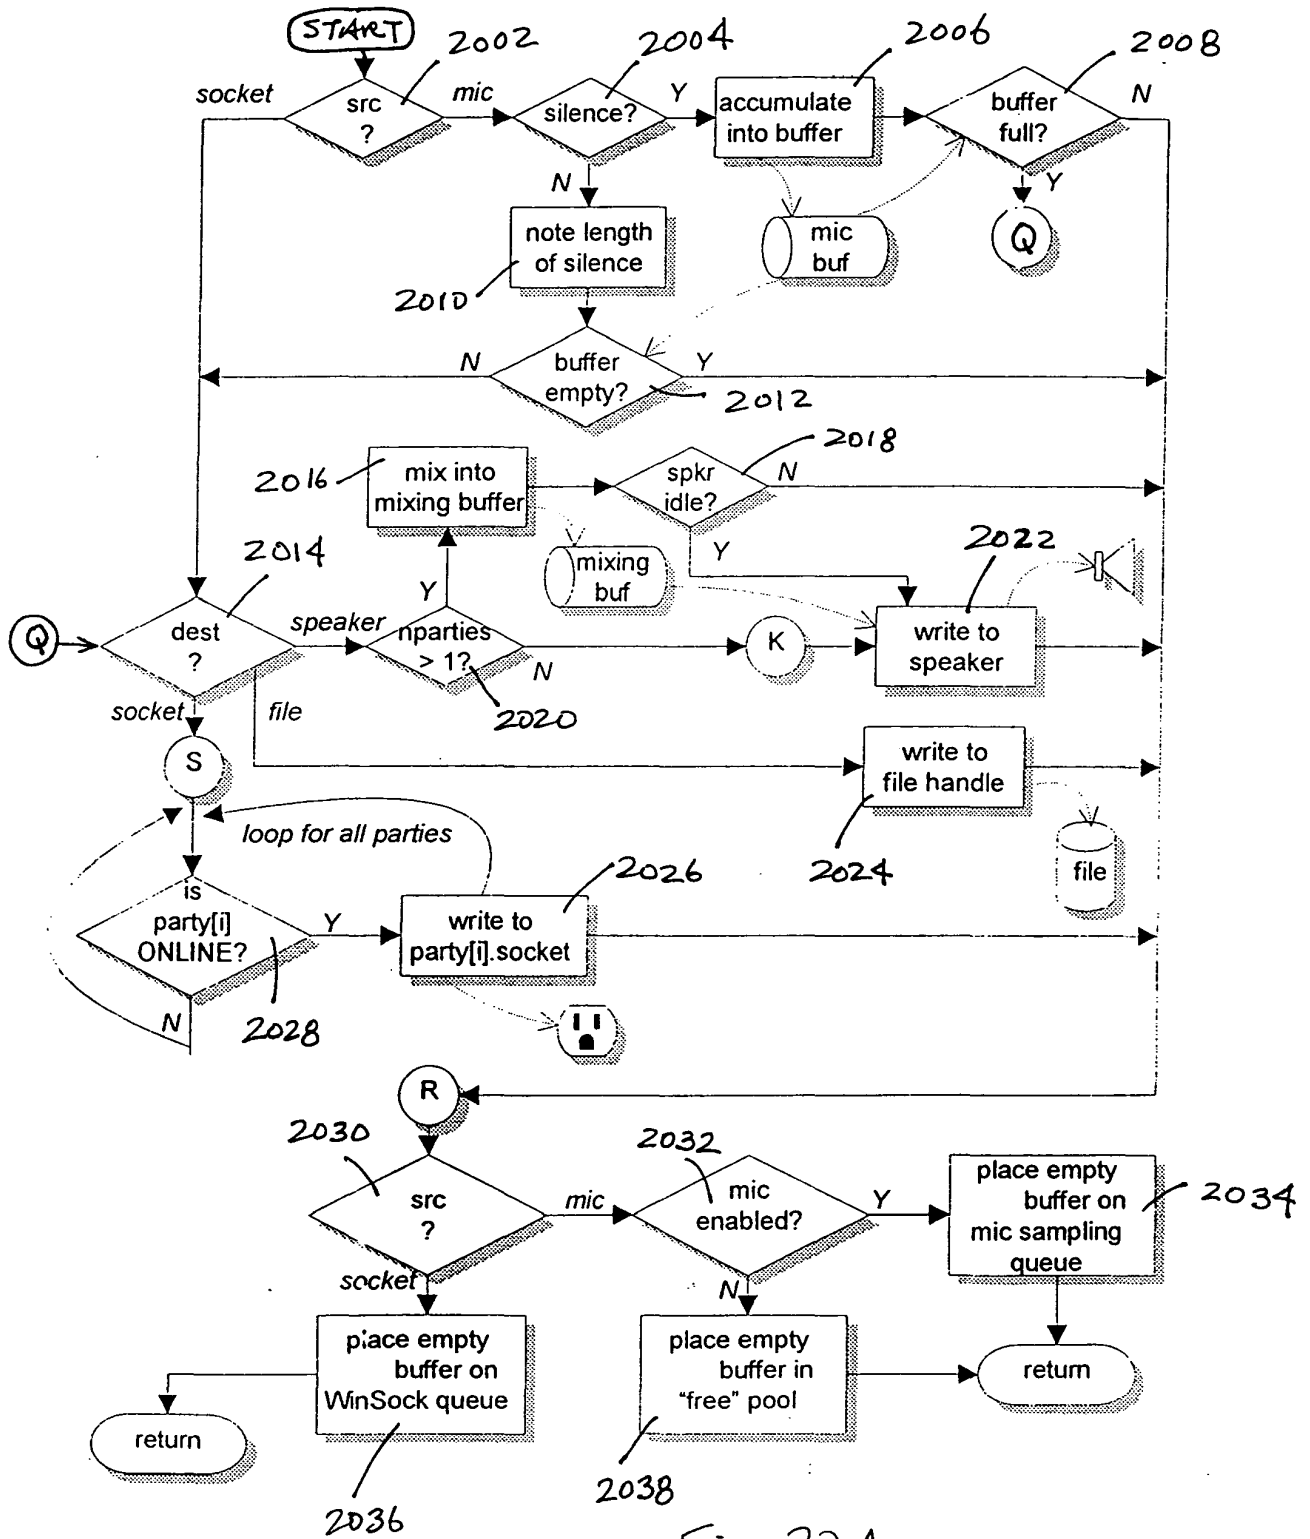 START
2002
2004
2006
2008
socket
src
?
mic
silence?
Y
accumulate
into buffer
buffer
full?
N
N
Y
note length
of silence
mic
buf
Q
2010
N
buffer
empty?
Y
2012
2016
mix into
mixing buffer
spkr
idle?
2018
N
2014
mixing
buf
Y
2022
Y
Q
dest
?
speaker
nparties
> 1?
N
K
write to
speaker
2020
socket
file
S
write to
file handle
loop for all parties
2024
file
2026
is
party[i]
ONLINE?
Y
write to
party[i].socket
N
2028
R
2030
2032
src
?
mic
mic
enabled?
Y
place empty
buffer on
mic sampling
queue
2034
socket
N
place empty
buffer on
WinSock queue
place empty
buffer in
"free" pool
return
return
2036
2038